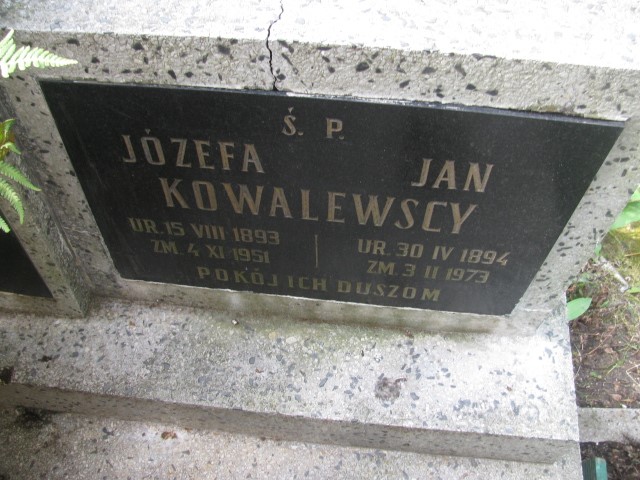 Ś. P.
JÓZEFA JAN
KOWALEWSCY
UR. 15 VIII 1893 UR. 30 IV 1894
ZM. 4 XI 1951 ZM. 3 II 1973
POKÓJ ICH DUSZOM